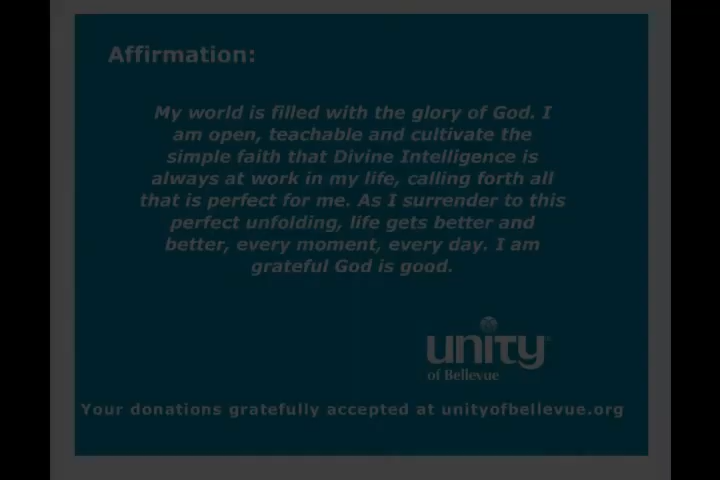 Affirmation:
My world is filled with the glory of God. I
am open, teachable and cultivate the
simple faith that Divine Intelligence is
always at work in my life, calling forth all
that is perfect for me. As I surrender to this
perfect unfolding, life gets better and
better, every moment, every day. I am
grateful God is good.
unity
of Bellevue
Your donations gratefully accepted at unityofbellevue.org